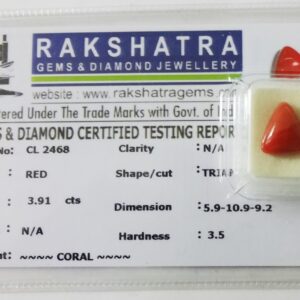 RAKSHATRA
GEMS & DIAMOND JEWELLERY
website : www.rakshatragems
ered Under The Trade Marks with Govt. of Ind
& DIAMOND CERTIFIED TESTING REPOR
No. : CL 2468 Clarity : N/A
: RED Shape/cut : TRIAN
: 3.91 cts Dimension : 5.9-10.9-9.2
: N/A Hardness : 3.5
nt: ~~~~ CORAL ~~~~